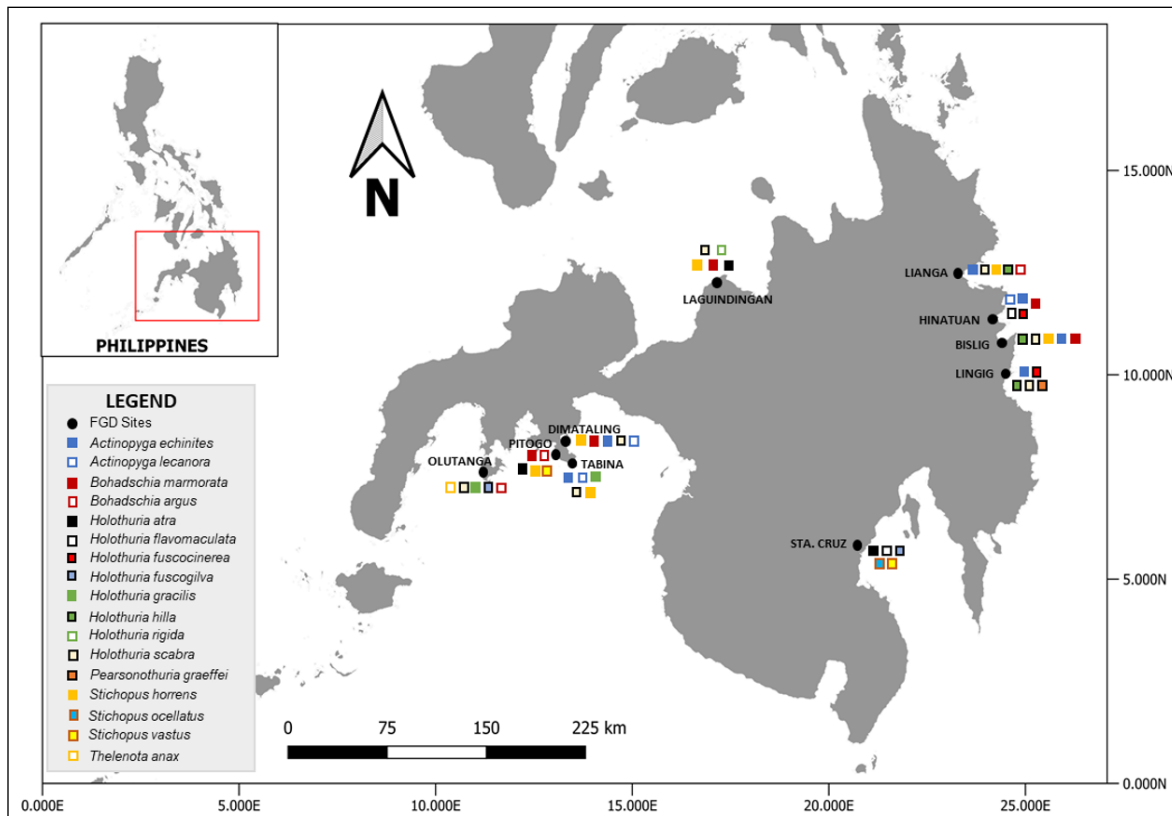 N
PHILIPPINES
15.000N
10.000N
5.000N
0.000N
LIANGA
LAGUINDINGAN
HINATUAN
BISLIG
LINGIG
DIMATALING
PITOGO
TABINA
OLUTANGA
STA. CRUZ
LEGEND
FGD Sites
Actinopyga echinites
Actinopyga lecanora
Bohadschia marmorata
Bohadschia argus
Holothuria atra
Holothuria flavomaculata
Holothuria fuscocinerea
Holothuria fuscogilva
Holothuria gracilis
Holothuria hilla
Holothuria rigida
Holothuria scabra
Pearsonothuria graeffei
Stichopus horrens
Stichopus ocellatus
Stichopus vastus
Thelenota anax
0 75 150 225 km
0.000E 5.000E 10.000E 15.000E 20.000E 25.000E